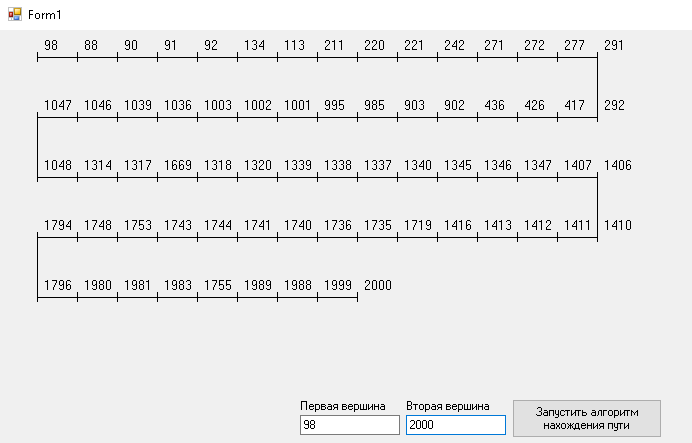 Form1
98 88 90 91 92 134 113 211 220 221 242 271 272 277 291
1047 1046 1039 1036 1003 1002 1001 995 985 903 902 436 426 417 292
1048 1314 1317 1669 1318 1320 1339 1338 1337 1340 1345 1346 1347 1407 1406
1794 1748 1753 1743 1744 1741 1740 1736 1735 1719 1416 1413 1412 1411 1410
1796 1980 1981 1983 1755 1989 1988 1999 2000
Первая вершина Вторая вершина
98 2000
Запустить алгоритм
нахождения пути